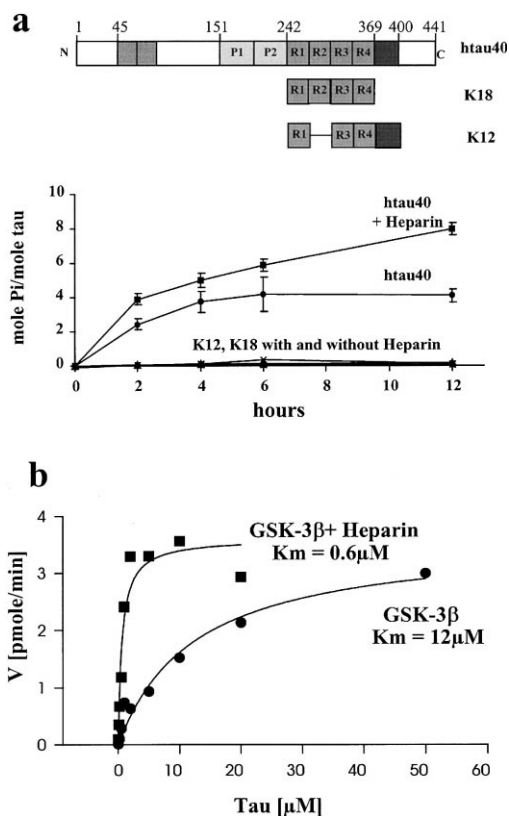 a
1 45 151 242 369 400 441
N P1 P2 R1 R2 R3 R4 C htau40
R1 R2 R3 R4 K18
R1 R3 R4 K12
10
8
6
4
2
0
mole Pi/mole tau
htau40
+ Heparin
htau40
K12, K18 with and without Heparin
0 2 4 6 8 10 12
hours
b
4
3
2
1
0
V [pmole/min]
GSK-3β+ Heparin
Km = 0.6µM
GSK-3β
Km = 12µM
0 10 20 30 40 50 60
Tau [µM]